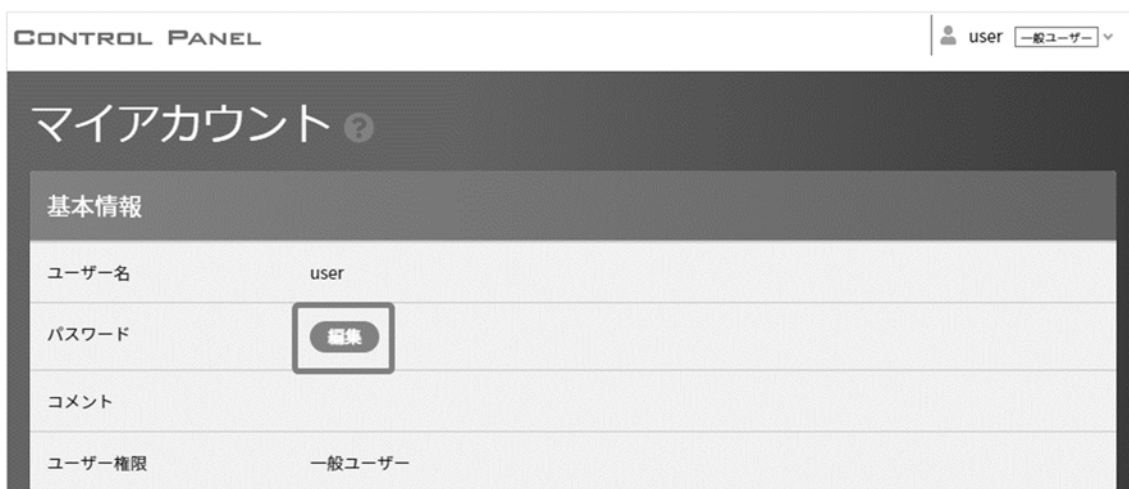 CONTROL PANEL
user 一般ユーザー
マイアカウント ?
基本情報
ユーザー名 user
パスワード 編集
コメント
ユーザー権限 一般ユーザー